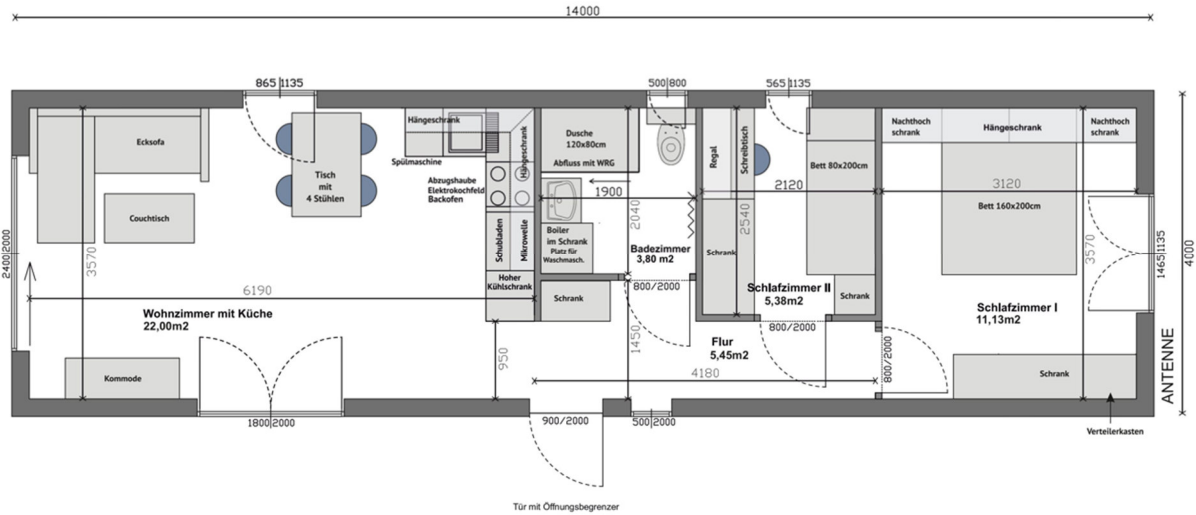 14000
865|1135
500|800
565|1135
Ecksofa
Couchtisch
Tisch
mit
4 Stühlen
Hängeschrank
Hängeschrank
Spülmaschine
Abzugshaube
Elektrokochfeld
Backofen
Schubladen
Mikrowelle
Hoher
Kühlschrank
Dusche
120x80cm
Abfluss mit WRG
1900
2040
Boiler
im Schrank
Platz für
Waschmasch.
Badezimmer
3,80 m2
800/2000
Schrank
Regal
Schreibtisch
Schrank
2120
2540
Bett 80x200cm
Schrank
Schlafzimmer II
5,38m2
800/2000
Nachthoch
schrank
Hängeschrank
Nachthoch
schrank
3120
Bett 160x200cm
3570
Schlafzimmer I
11,13m2
Schrank
1465|1135
4000
ANTENNE
Verteilerkasten
2400|2000
3570
6190
Wohnzimmer mit Küche
22,00m2
Kommode
950
1450
Flur
5,45m2
4180
800/2000
1800|2000
900/2000
500|2000
Tür mit Öffnungsbegrenzer